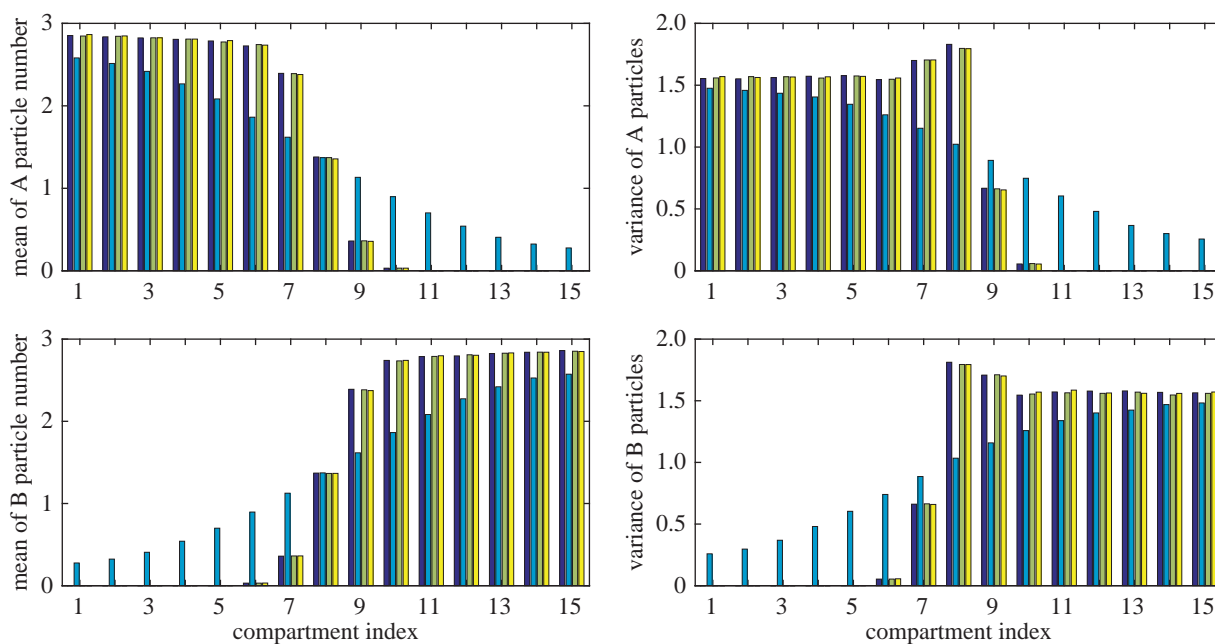 mean of A particle number
3
2
1
0
1 3 5 7 9 11 13 15
variance of A particles
2.0
1.5
1.0
0.5
0
1 3 5 7 9 11 13 15
mean of B particle number
3
2
1
0
1 3 5 7 9 11 13 15
compartment index
variance of B particles
2.0
1.5
1.0
0.5
0
1 3 5 7 9 11 13 15
compartment index